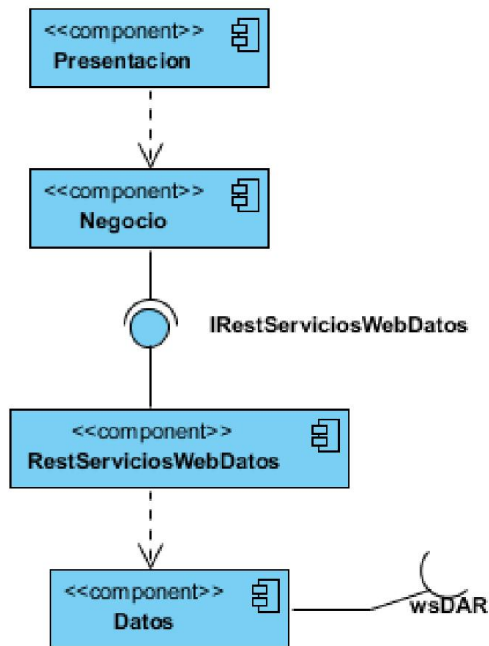 <<component>>
Presentacion
<<component>>
Negocio
IRestServiciosWebDatos
<<component>>
RestServiciosWebDatos
<<component>>
Datos
wsDAR